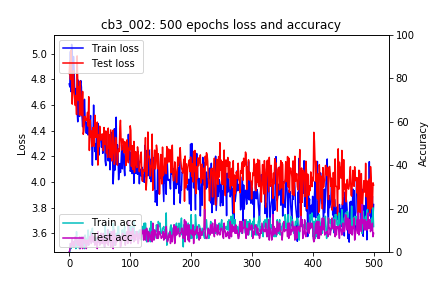 cb3_002: 500 epochs loss and accuracy
Train loss
Test loss
Train acc
Test acc
Loss
5.0
4.8
4.6
4.4
4.2
4.0
3.8
3.6
Accuracy
100
80
60
40
20
0
0 100 200 300 400 500